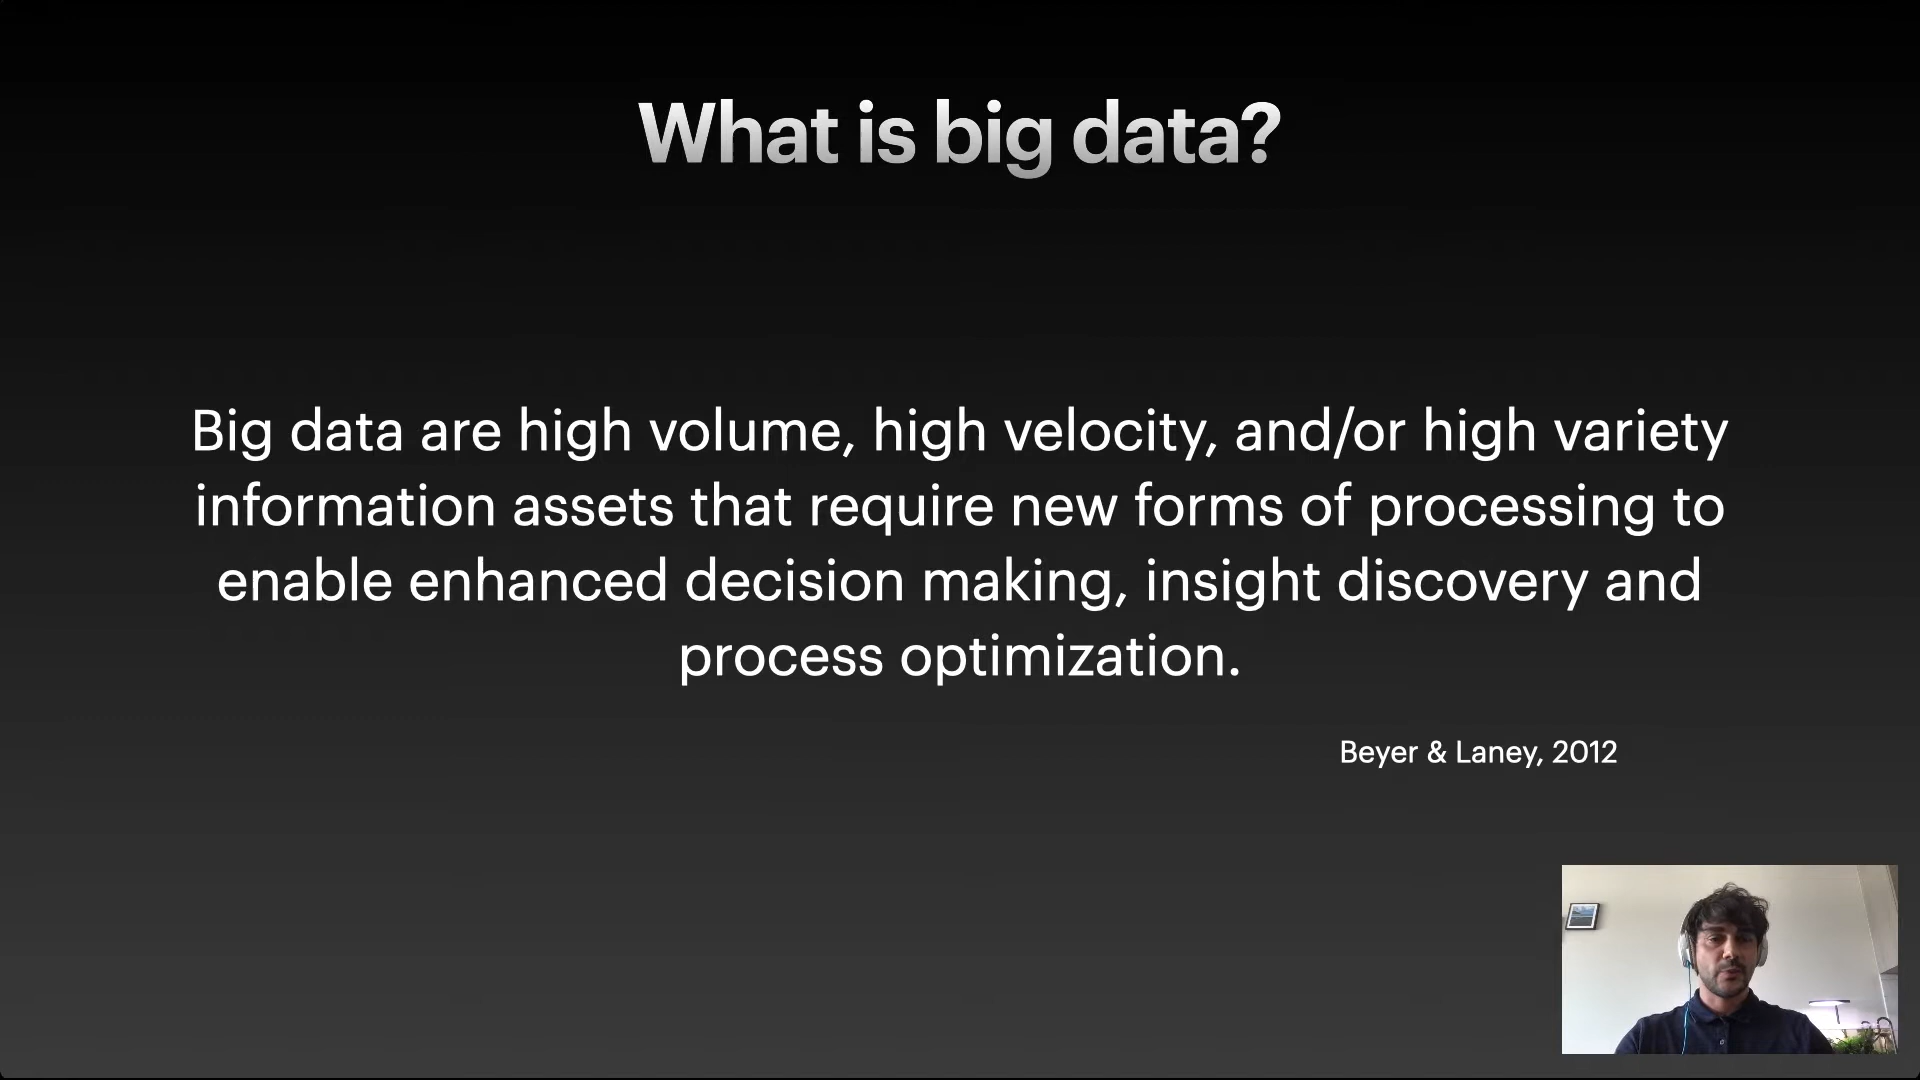 What is big data?
Big data are high volume, high velocity, and/or high variety
information assets that require new forms of processing to
enable enhanced decision making, insight discovery and
process optimization.
Beyer & Laney, 2012